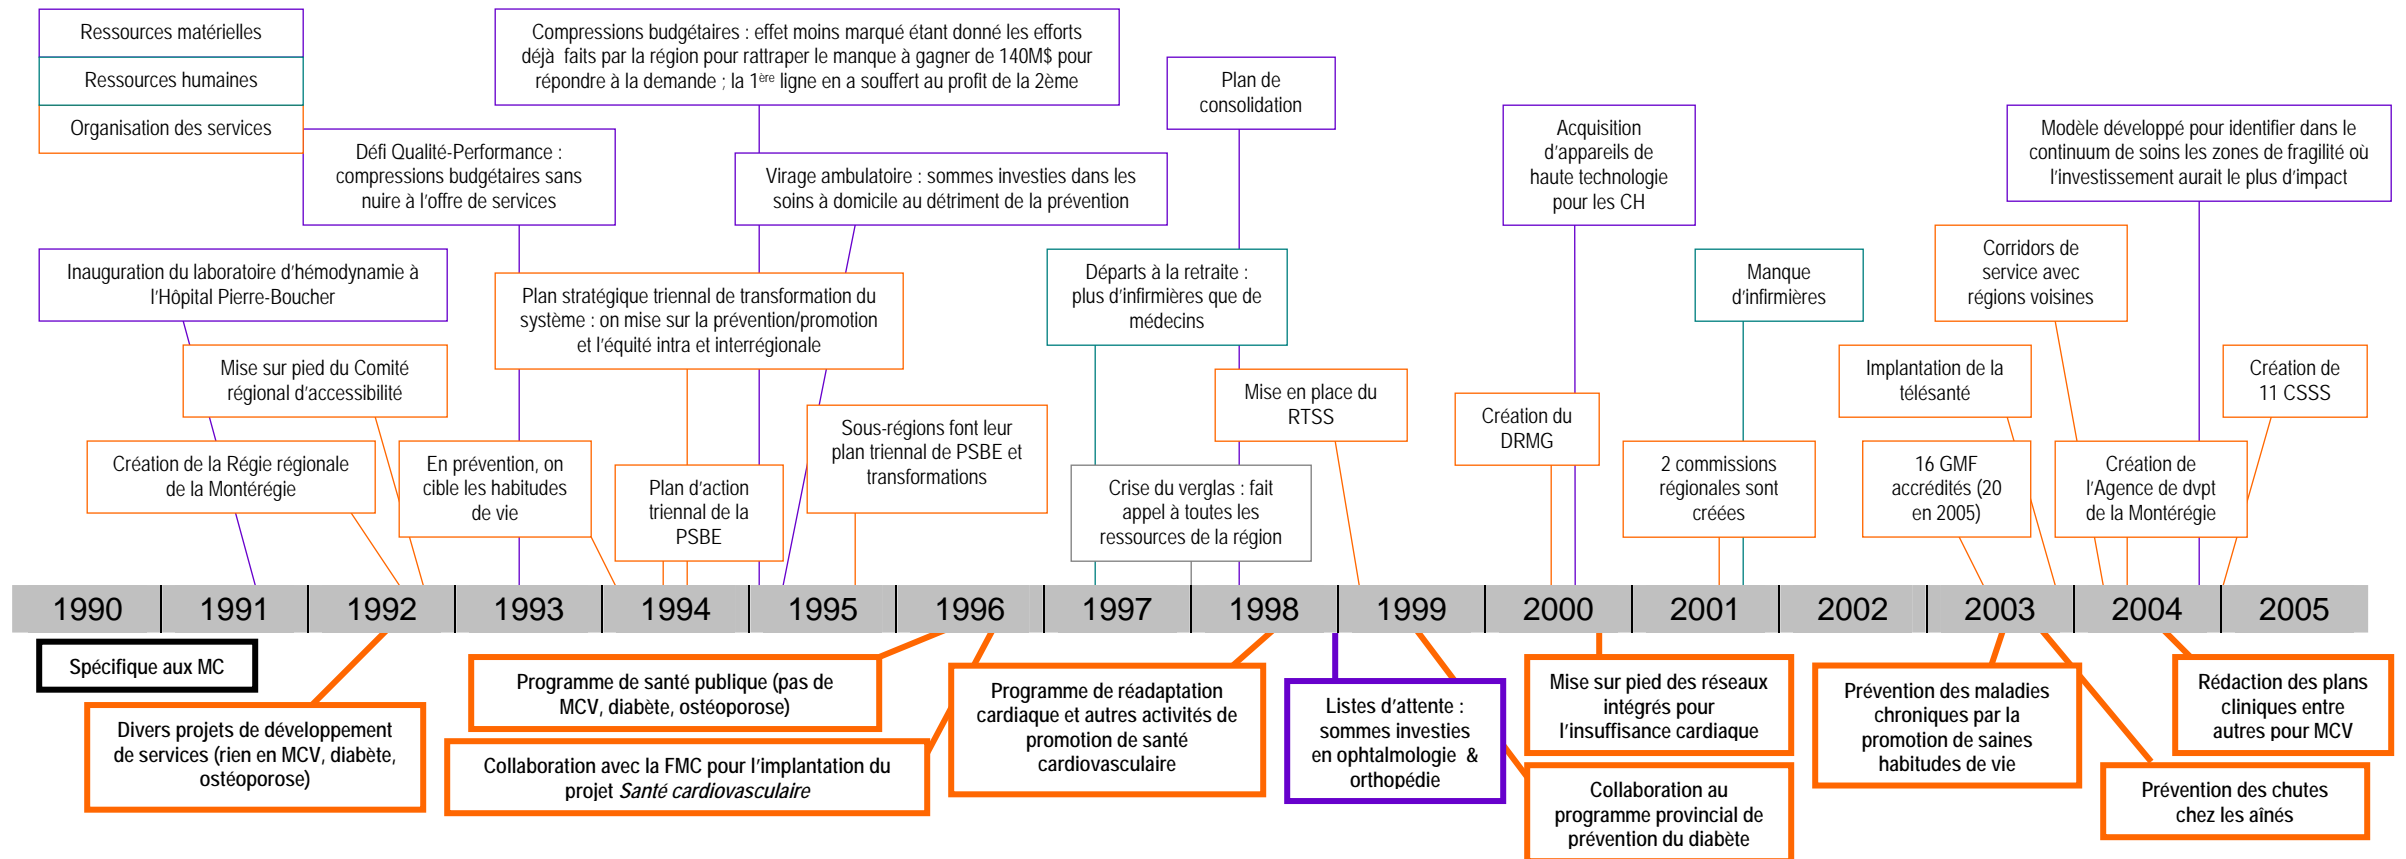 Ressources matérielles
Ressources humaines
Organisation des services
Compressions budgétaires : effet moins marqué étant donné les efforts
déjà faits par la région pour rattraper le manque à gagner de 140M$ pour
répondre à la demande ; la 1ère ligne en a souffert au profit de la 2ème
Plan de
consolidation
Défi Qualité-Performance :
compressions budgétaires sans
nuire à l'offre de services
Virage ambulatoire : sommes investies dans les
soins à domicile au détriment de la prévention
Acquisition
d'appareils de
haute technologie
pour les CH
Modèle développé pour identifier dans le
continuum de soins les zones de fragilité où
l'investissement aurait le plus d'impact
Inauguration du laboratoire d'hémodynamie à
l'Hôpital Pierre-Boucher
Plan stratégique triennal de transformation du
système : on mise sur la prévention/promotion
et l'équité intra et interrégionale
Départs à la retraite :
plus d'infirmières que de
médecins
Manque
d'infirmières
Corridors de
service avec
régions voisines
Mise sur pied du Comité
régional d'accessibilité
Mise en place du
RTSS
Création du
DRMG
Implantation de la
télésanté
Création de
11 CSSS
Création de la Régie régionale
de la Montérégie
En prévention, on
cible les habitudes
de vie
Plan d'action
triennal de la
PSBE
Sous-régions font leur
plan triennal de PSBE et
transformations
Crise du verglas : fait
appel à toutes les
ressources de la région
2 commissions
régionales sont
créées
16 GMF
accrédités (20
en 2005)
Création de
l'Agence de dvpt
de la Montérégie
1990 1991 1992 1993 1994 1995 1996 1997 1998 1999 2000 2001 2002 2003 2004 2005
Spécifique aux MC
Divers projets de développement
de services (rien en MCV, diabète,
ostéoporose)
Programme de santé publique (pas de
MCV, diabète, ostéoporose)
Collaboration avec la FMC pour l'implantation du
projet Santé cardiovasculaire
Programme de réadaptation
cardiaque et autres activités de
promotion de santé
cardiovasculaire
Listes d'attente :
sommes investies
en ophtalmologie &
orthopédie
Mise sur pied des réseaux
intégrés pour
l'insuffisance cardiaque
Collaboration au
programme provincial de
prévention du diabète
Prévention des maladies
chroniques par la
promotion de saines
habitudes de vie
Rédaction des plans
cliniques entre
autres pour MCV
Prévention des chutes
chez les aînés